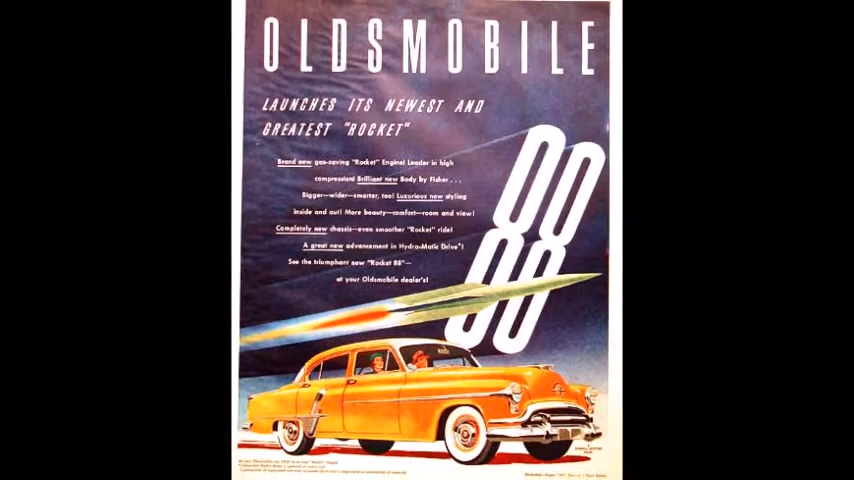 OLDSMOBILE
LAUNCHES ITS NEWEST AND
GREATEST "ROCKET"
Brand new gas-saving "Rocket" Engine! Leader in high
compression! Brilliant new Body by Fisher...
Bigger—wider—smarter, too! Luxurious new styling
inside and out! More beauty—comfort—room and view!
Completely new chassis—even smoother "Rocket" ride!
A great new advancement in Hydra-Matic Drive*!
See the triumphant new "Rocket 88"—
at your Oldsmobile dealer's!
88
GENERAL MOTORS